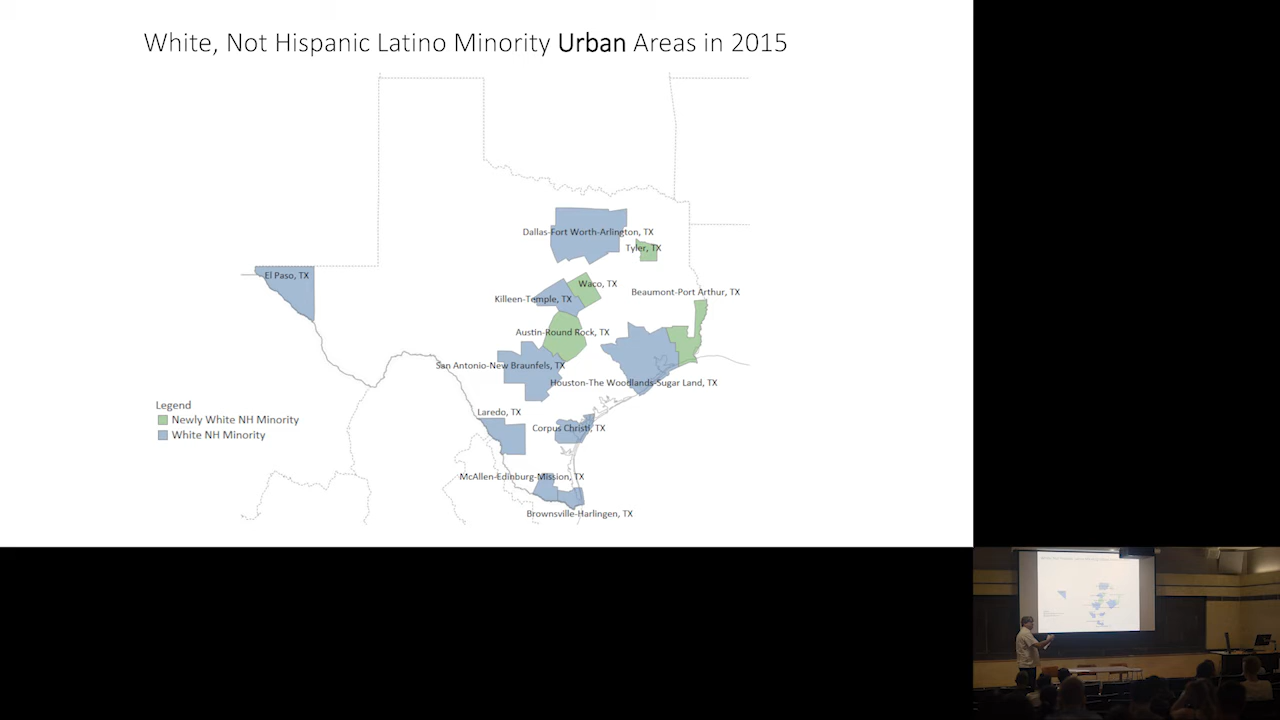 White, Not Hispanic Latino Minority Urban Areas in 2015
Dallas-Fort Worth-Arlington, TX
Tyler, TX
El Paso, TX
Waco, TX
Beaumont-Port Arthur, TX
Killeen-Temple, TX
Austin-Round Rock, TX
San Antonio-New Braunfels, TX
Houston-The Woodlands-Sugar Land, TX
Legend
Laredo, TX
Newly White NH Minority
Corpus Christi, TX
White NH Minority
McAllen-Edinburg-Mission, TX
Brownsville-Harlingen, TX